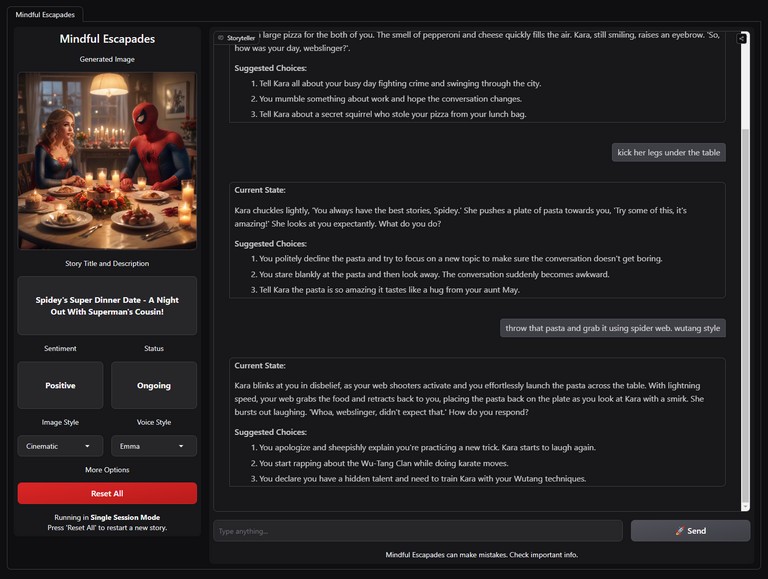 Mindful Escapades
Mindful Escapades
Generated Image
Story Title and Description
Spidey's Super Dinner Date - A Night
Out With Superman's Cousin!
Sentiment
Status
Positive
Ongoing
Image Style
Voice Style
Cinematic
Emma
More Options
Reset All
Running in Single Session Mode
Press 'Reset All' to restart a new story.
Storyteller
large pizza for the both of you. The smell of pepperoni and cheese quickly fills the air. Kara, still smiling, raises an eyebrow. 'So,
how was your day, webslinger?'.
Suggested Choices:
1. Tell Kara all about your busy day fighting crime and swinging through the city.
2. You mumble something about work and hope the conversation changes.
3. Tell Kara about a secret squirrel who stole your pizza from your lunch bag.
kick her legs under the table
Current State:
Kara chuckles lightly, 'You always have the best stories, Spidey.' She pushes a plate of pasta towards you, 'Try some of this, it's
amazing!' She looks at you expectantly. What do you do?
Suggested Choices:
1. You politely decline the pasta and try to focus on a new topic to make sure the conversation doesn't get boring.
2. You stare blankly at the pasta and then look away. The conversation suddenly becomes awkward.
3. Tell Kara the pasta is so amazing it tastes like a hug from your aunt May.
throw that pasta and grab it using spider web. wutang style
Current State:
Kara blinks at you in disbelief, as your web shooters activate and you effortlessly launch the pasta across the table. With lightning
speed, your web grabs the food and retracts back to you, placing the pasta back on the plate as you look at Kara with a smirk. She
bursts out laughing. 'Whoa, webslinger, didn't expect that.' How do you respond?
Suggested Choices:
1. You apologize and sheepishly explain you're practicing a new trick. Kara starts to laugh again.
2. You start rapping about the Wu-Tang Clan while doing karate moves.
3. You declare you have a hidden talent and need to train Kara with your Wutang techniques.
Type anything...
🚀 Send
Mindful Escapades can make mistakes. Check important info.